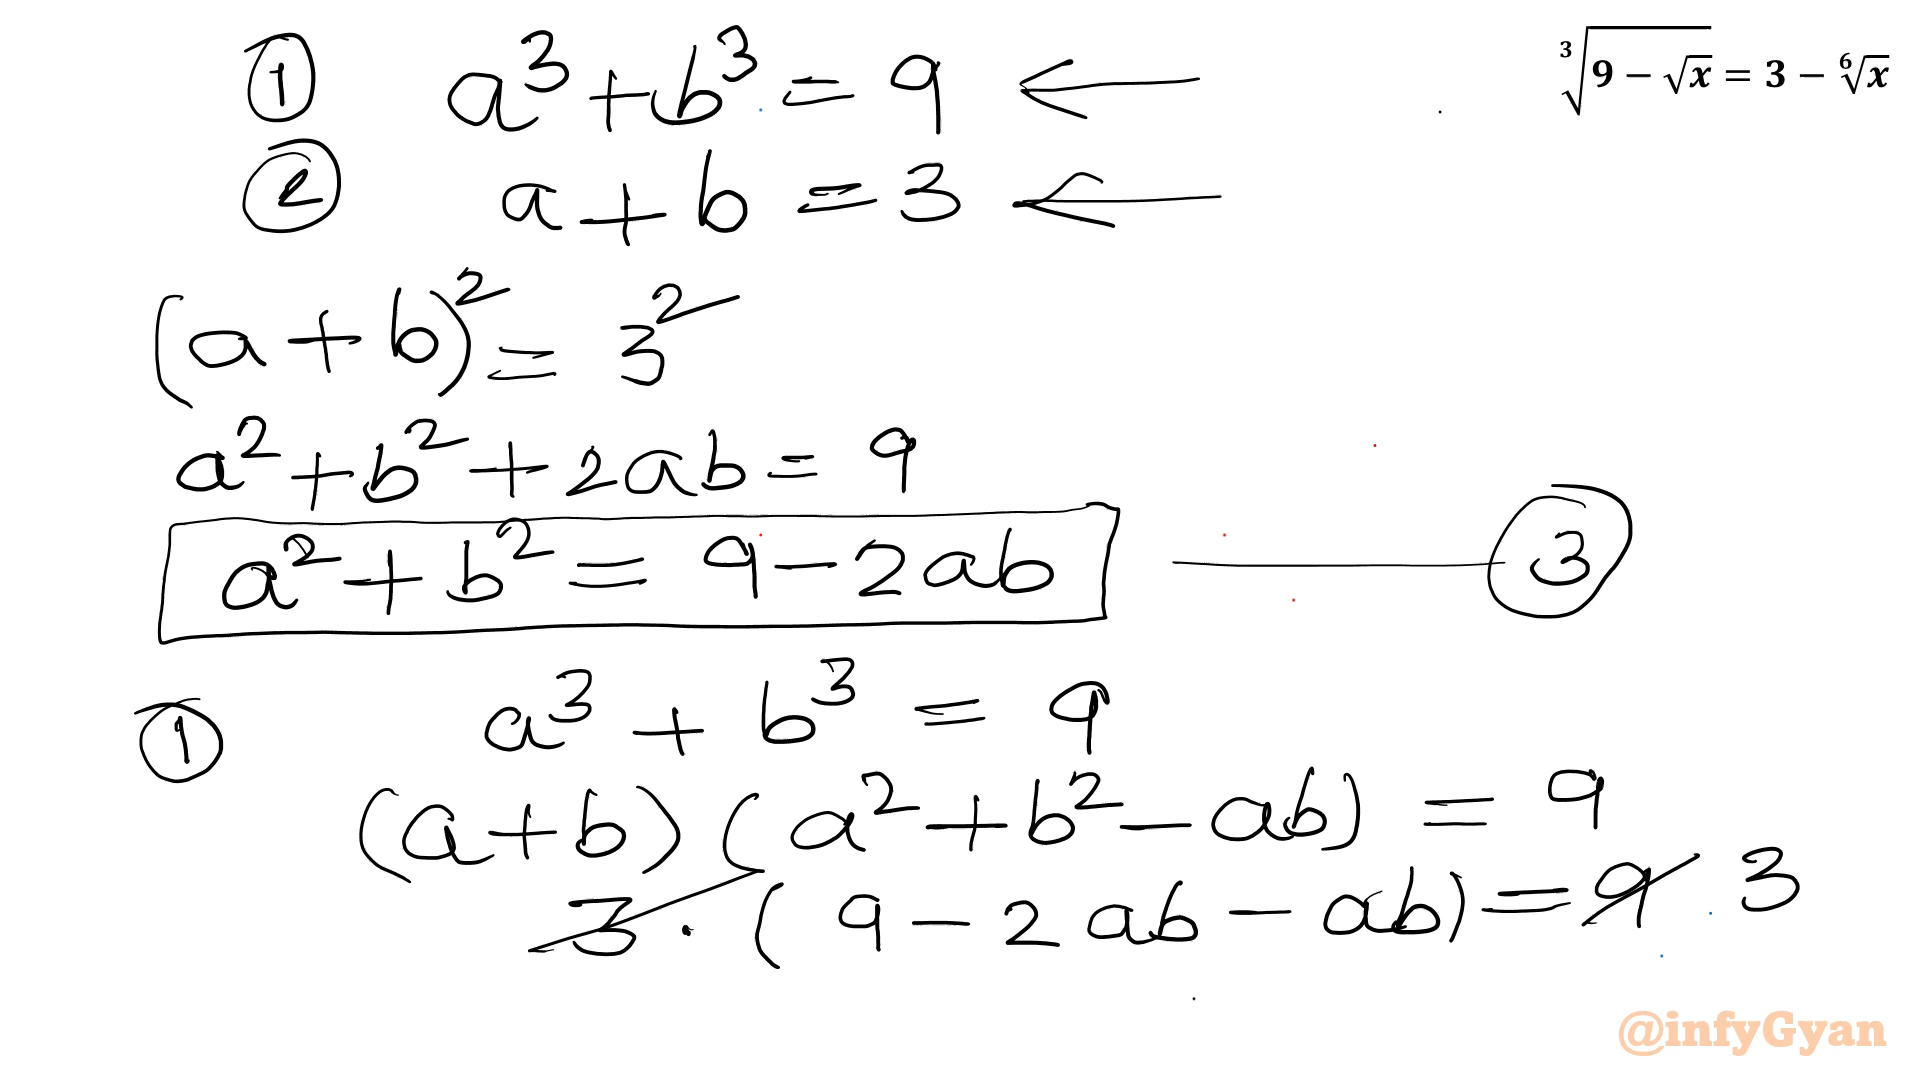 ① a³ + b³ = 9 ←
∛(9 − √x) = 3 − ⁶√x
② a + b = 3 ←
(a + b)² = 3²
a² + b² + 2ab = 9
a² + b² = 9 − 2ab ——— ③
① a³ + b³ = 9
(a + b) (a² + b² − ab) = 9
3 · (9 − 2ab − ab) = 9 3
@infyGyan